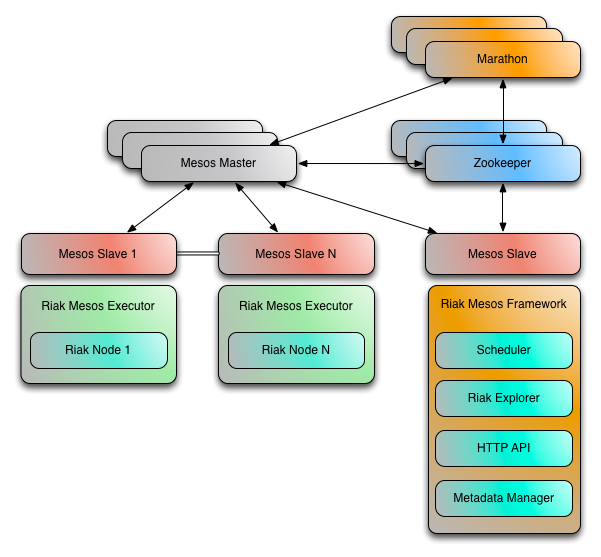 Marathon
Mesos Master
Zookeeper
Mesos Slave 1
Mesos Slave N
Mesos Slave
Riak Mesos Executor
Riak Node 1
Riak Mesos Executor
Riak Node N
Riak Mesos Framework
Scheduler
Riak Explorer
HTTP API
Metadata Manager